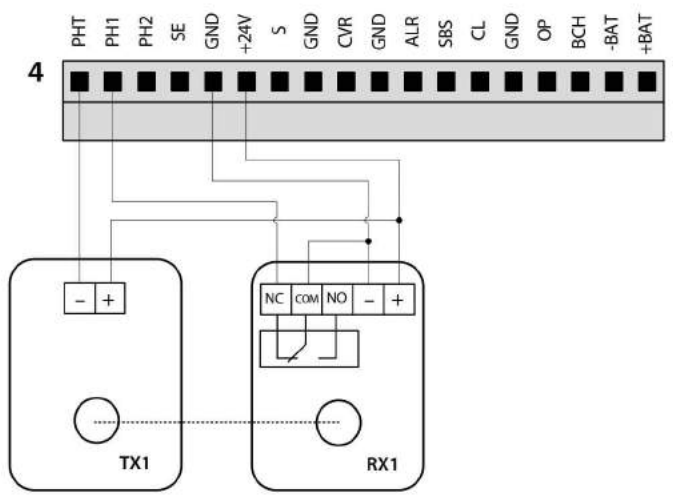 PHT PH1 PH2 SE GND +24V S GND CVR GND ALR SBS CL GND OP BCH -BAT +BAT
4
- +
NC COM NO - +
TX1
RX1